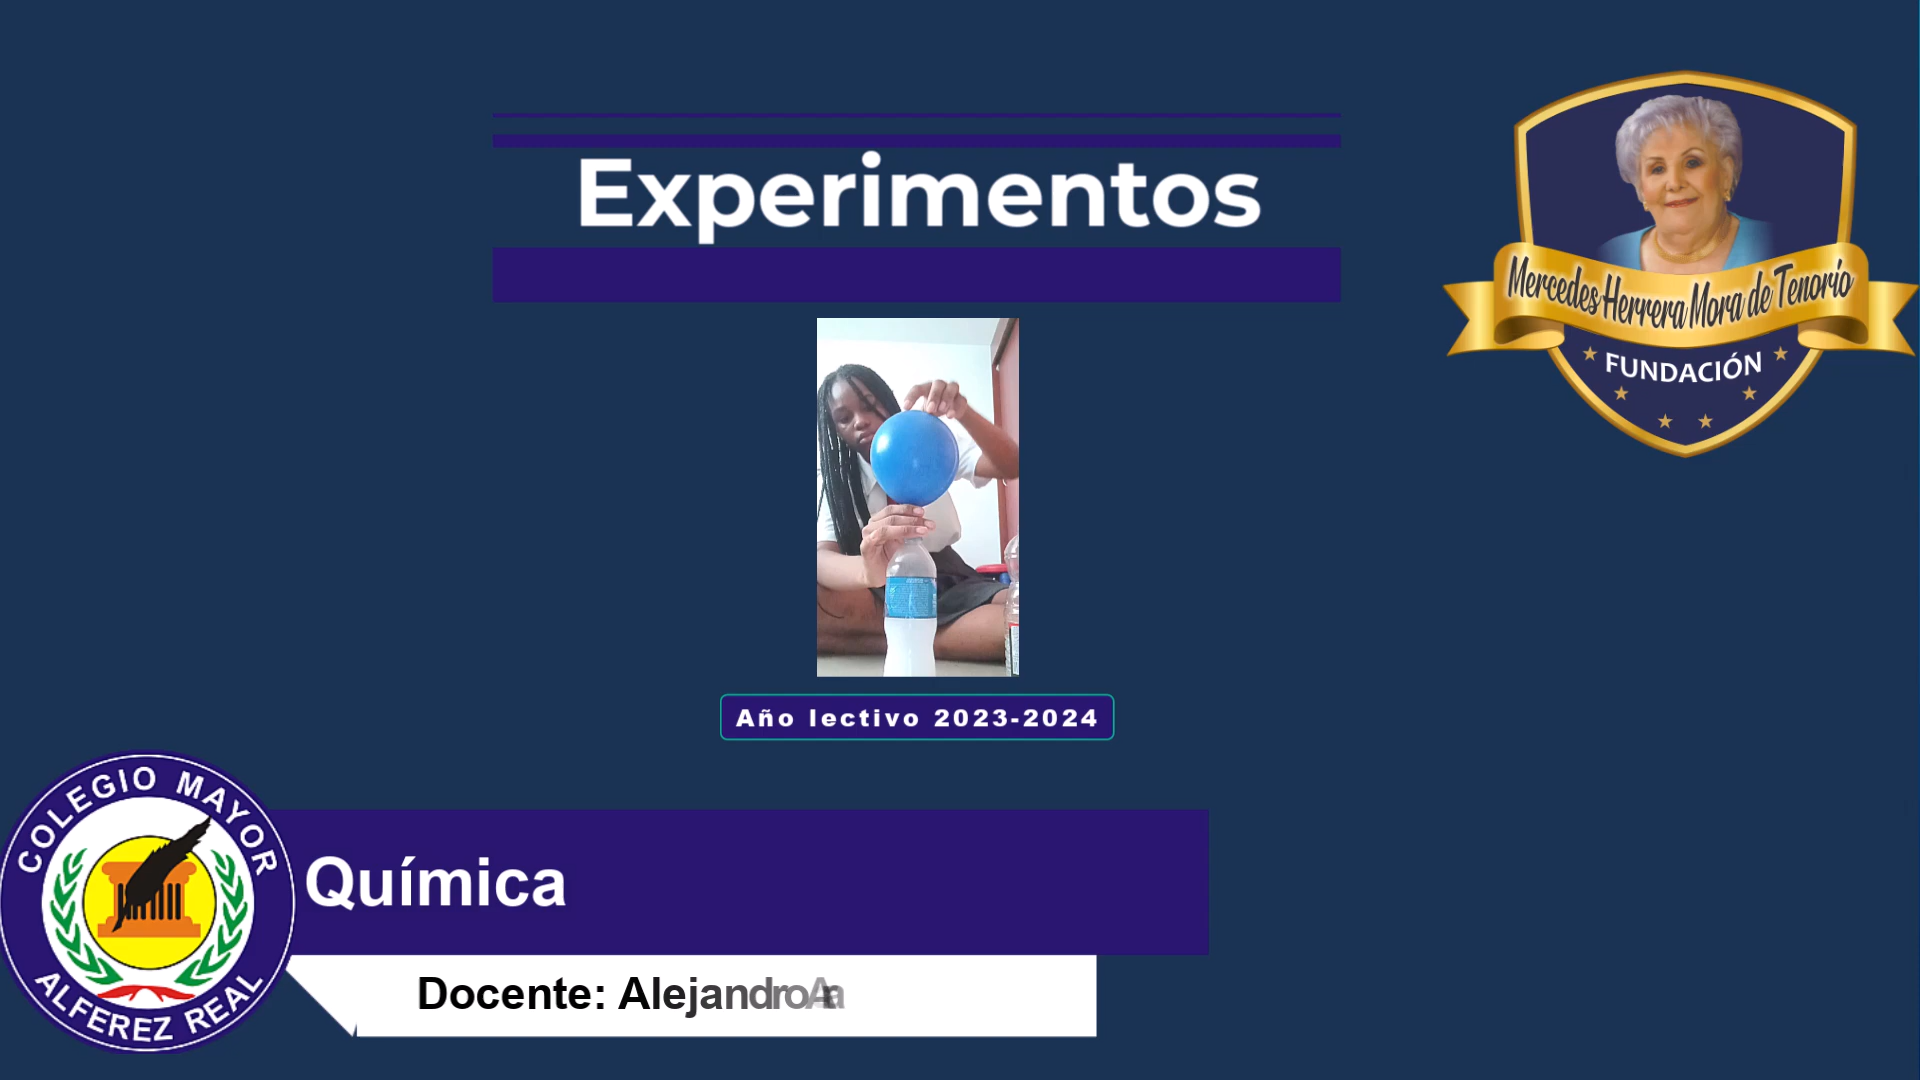 Experimentos
Mercedes Herrera Mora de Tenorio
FUNDACIÓN
Año lectivo 2023-2024
COLEGIO MAYOR
ALFEREZ REAL
Química
Docente: Alejandro